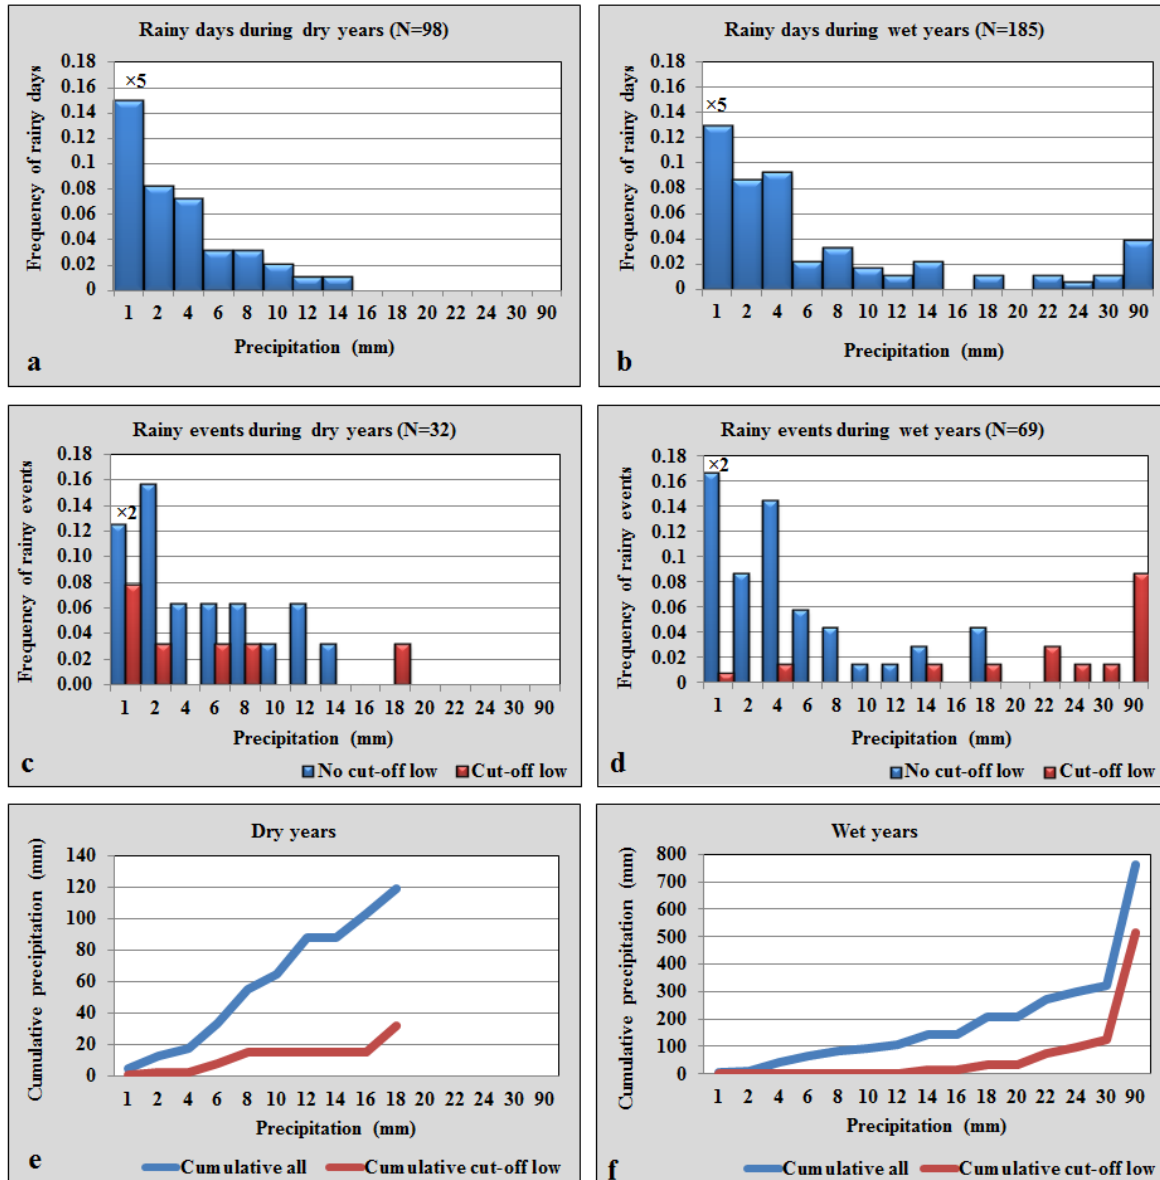 Rainy days during dry years (N=98)
Frequency of rainy days
0.18
0.16
0.14
0.12
0.1
0.08
0.06
0.04
0.02
0
×5
1 2 4 6 8 10 12 14 16 18 20 22 24 30 90
Precipitation (mm)
a
Rainy days during wet years (N=185)
Frequency of rainy days
0.18
0.16
0.14
0.12
0.1
0.08
0.06
0.04
0.02
0
×5
1 2 4 6 8 10 12 14 16 18 20 22 24 30 90
Precipitation (mm)
b
Rainy events during dry years (N=32)
Frequency of rainy events
0.18
0.16
0.14
0.12
0.10
0.08
0.06
0.04
0.02
0.00
×2
1 2 4 6 8 10 12 14 16 18 20 22 24 30 90
Precipitation (mm)
c
No cut-off low Cut-off low
Rainy events during wet years (N=69)
Frequency of rainy events
0.18
0.16
0.14
0.12
0.1
0.08
0.06
0.04
0.02
0
×2
1 2 4 6 8 10 12 14 16 18 20 22 24 30 90
Precipitation (mm)
d
No cut-off low Cut-off low
Dry years
Cumulative precipitation (mm)
140
120
100
80
60
40
20
0
1 2 4 6 8 10 12 14 16 18 20 22 24 30 90
Precipitation (mm)
e
Cumulative all Cumulative cut-off low
Wet years
Cumulative precipitation (mm)
800
700
600
500
400
300
200
100
0
1 2 4 6 8 10 12 14 16 18 20 22 24 30 90
Precipitation (mm)
f
Cumulative all Cumulative cut-off low